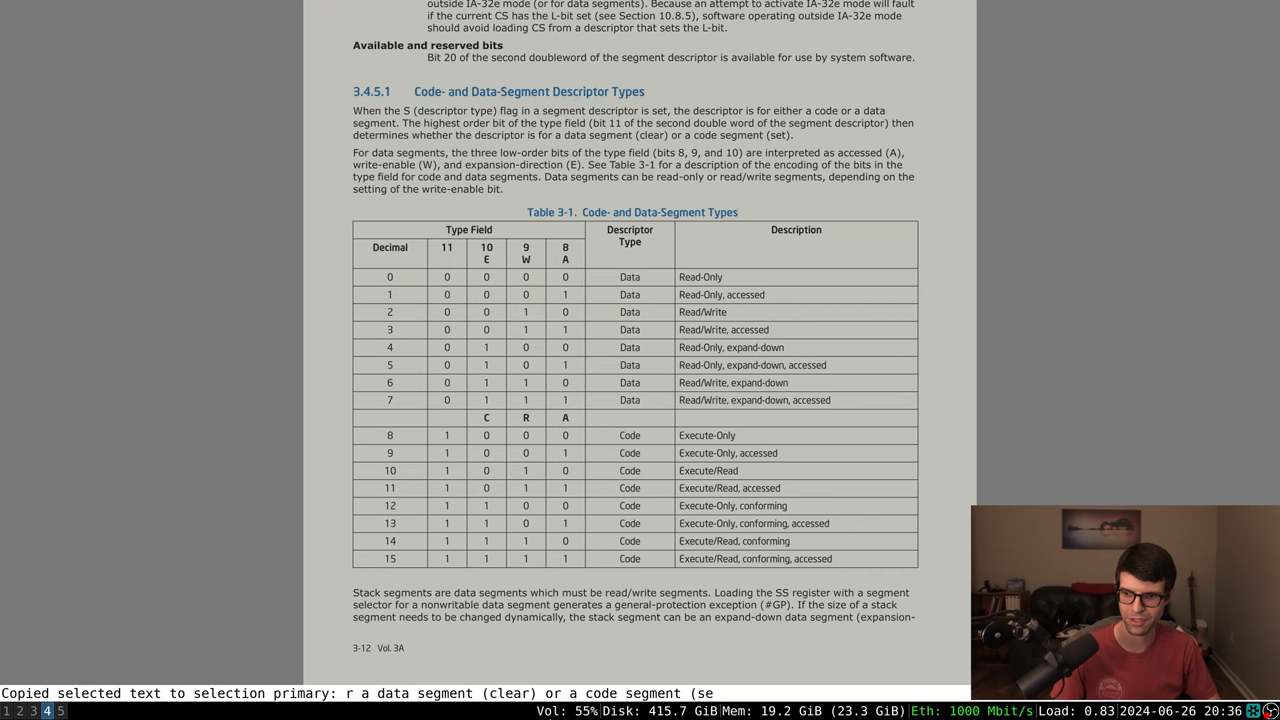 outside IA-32e mode (or for data segments). Because an attempt to activate IA-32e mode will fault
if the current CS has the L-bit set (see Section 10.8.5), software operating outside IA-32e mode
should avoid loading CS from a descriptor that sets the L-bit.
Available and reserved bits
Bit 20 of the second doubleword of the segment descriptor is available for use by system software.
3.4.5.1 Code- and Data-Segment Descriptor Types
When the S (descriptor type) flag in a segment descriptor is set, the descriptor is for either a code or a data
segment. The highest order bit of the type field (bit 11 of the second double word of the segment descriptor) then
determines whether the descriptor is for a data segment (clear) or a code segment (set).
For data segments, the three low-order bits of the type field (bits 8, 9, and 10) are interpreted as accessed (A),
write-enable (W), and expansion-direction (E). See Table 3-1 for a description of the encoding of the bits in the
type field for code and data segments. Data segments can be read-only or read/write segments, depending on the
setting of the write-enable bit.
Table 3-1. Code- and Data-Segment Types
Type Field Descriptor Type Description
Decimal 11 10 E 9 W 8 A
0 0 0 0 0 Data Read-Only
1 0 0 0 1 Data Read-Only, accessed
2 0 0 1 0 Data Read/Write
3 0 0 1 1 Data Read/Write, accessed
4 0 1 0 0 Data Read-Only, expand-down
5 0 1 0 1 Data Read-Only, expand-down, accessed
6 0 1 1 0 Data Read/Write, expand-down
7 0 1 1 1 Data Read/Write, expand-down, accessed
C R A
8 1 0 0 0 Code Execute-Only
9 1 0 0 1 Code Execute-Only, accessed
10 1 0 1 0 Code Execute/Read
11 1 0 1 1 Code Execute/Read, accessed
12 1 1 0 0 Code Execute-Only, conforming
13 1 1 0 1 Code Execute-Only, conforming, accessed
14 1 1 1 0 Code Execute/Read, conforming
15 1 1 1 1 Code Execute/Read, conforming, accessed
Stack segments are data segments which must be read/write segments. Loading the SS register with a segment
selector for a nonwritable data segment generates a general-protection exception (#GP). If the size of a stack
segment needs to be changed dynamically, the stack segment can be an expand-down data segment (expansion-
3-12 Vol. 3A
Copied selected text to selection primary: r a data segment (clear) or a code segment (se
1 2 3 4 5 Vol: 55% Disk: 415.7 GiB Mem: 19.2 GiB (23.3 GiB) Eth: 1000 Mbit/s Load: 0.83 2024-06-26 20:36